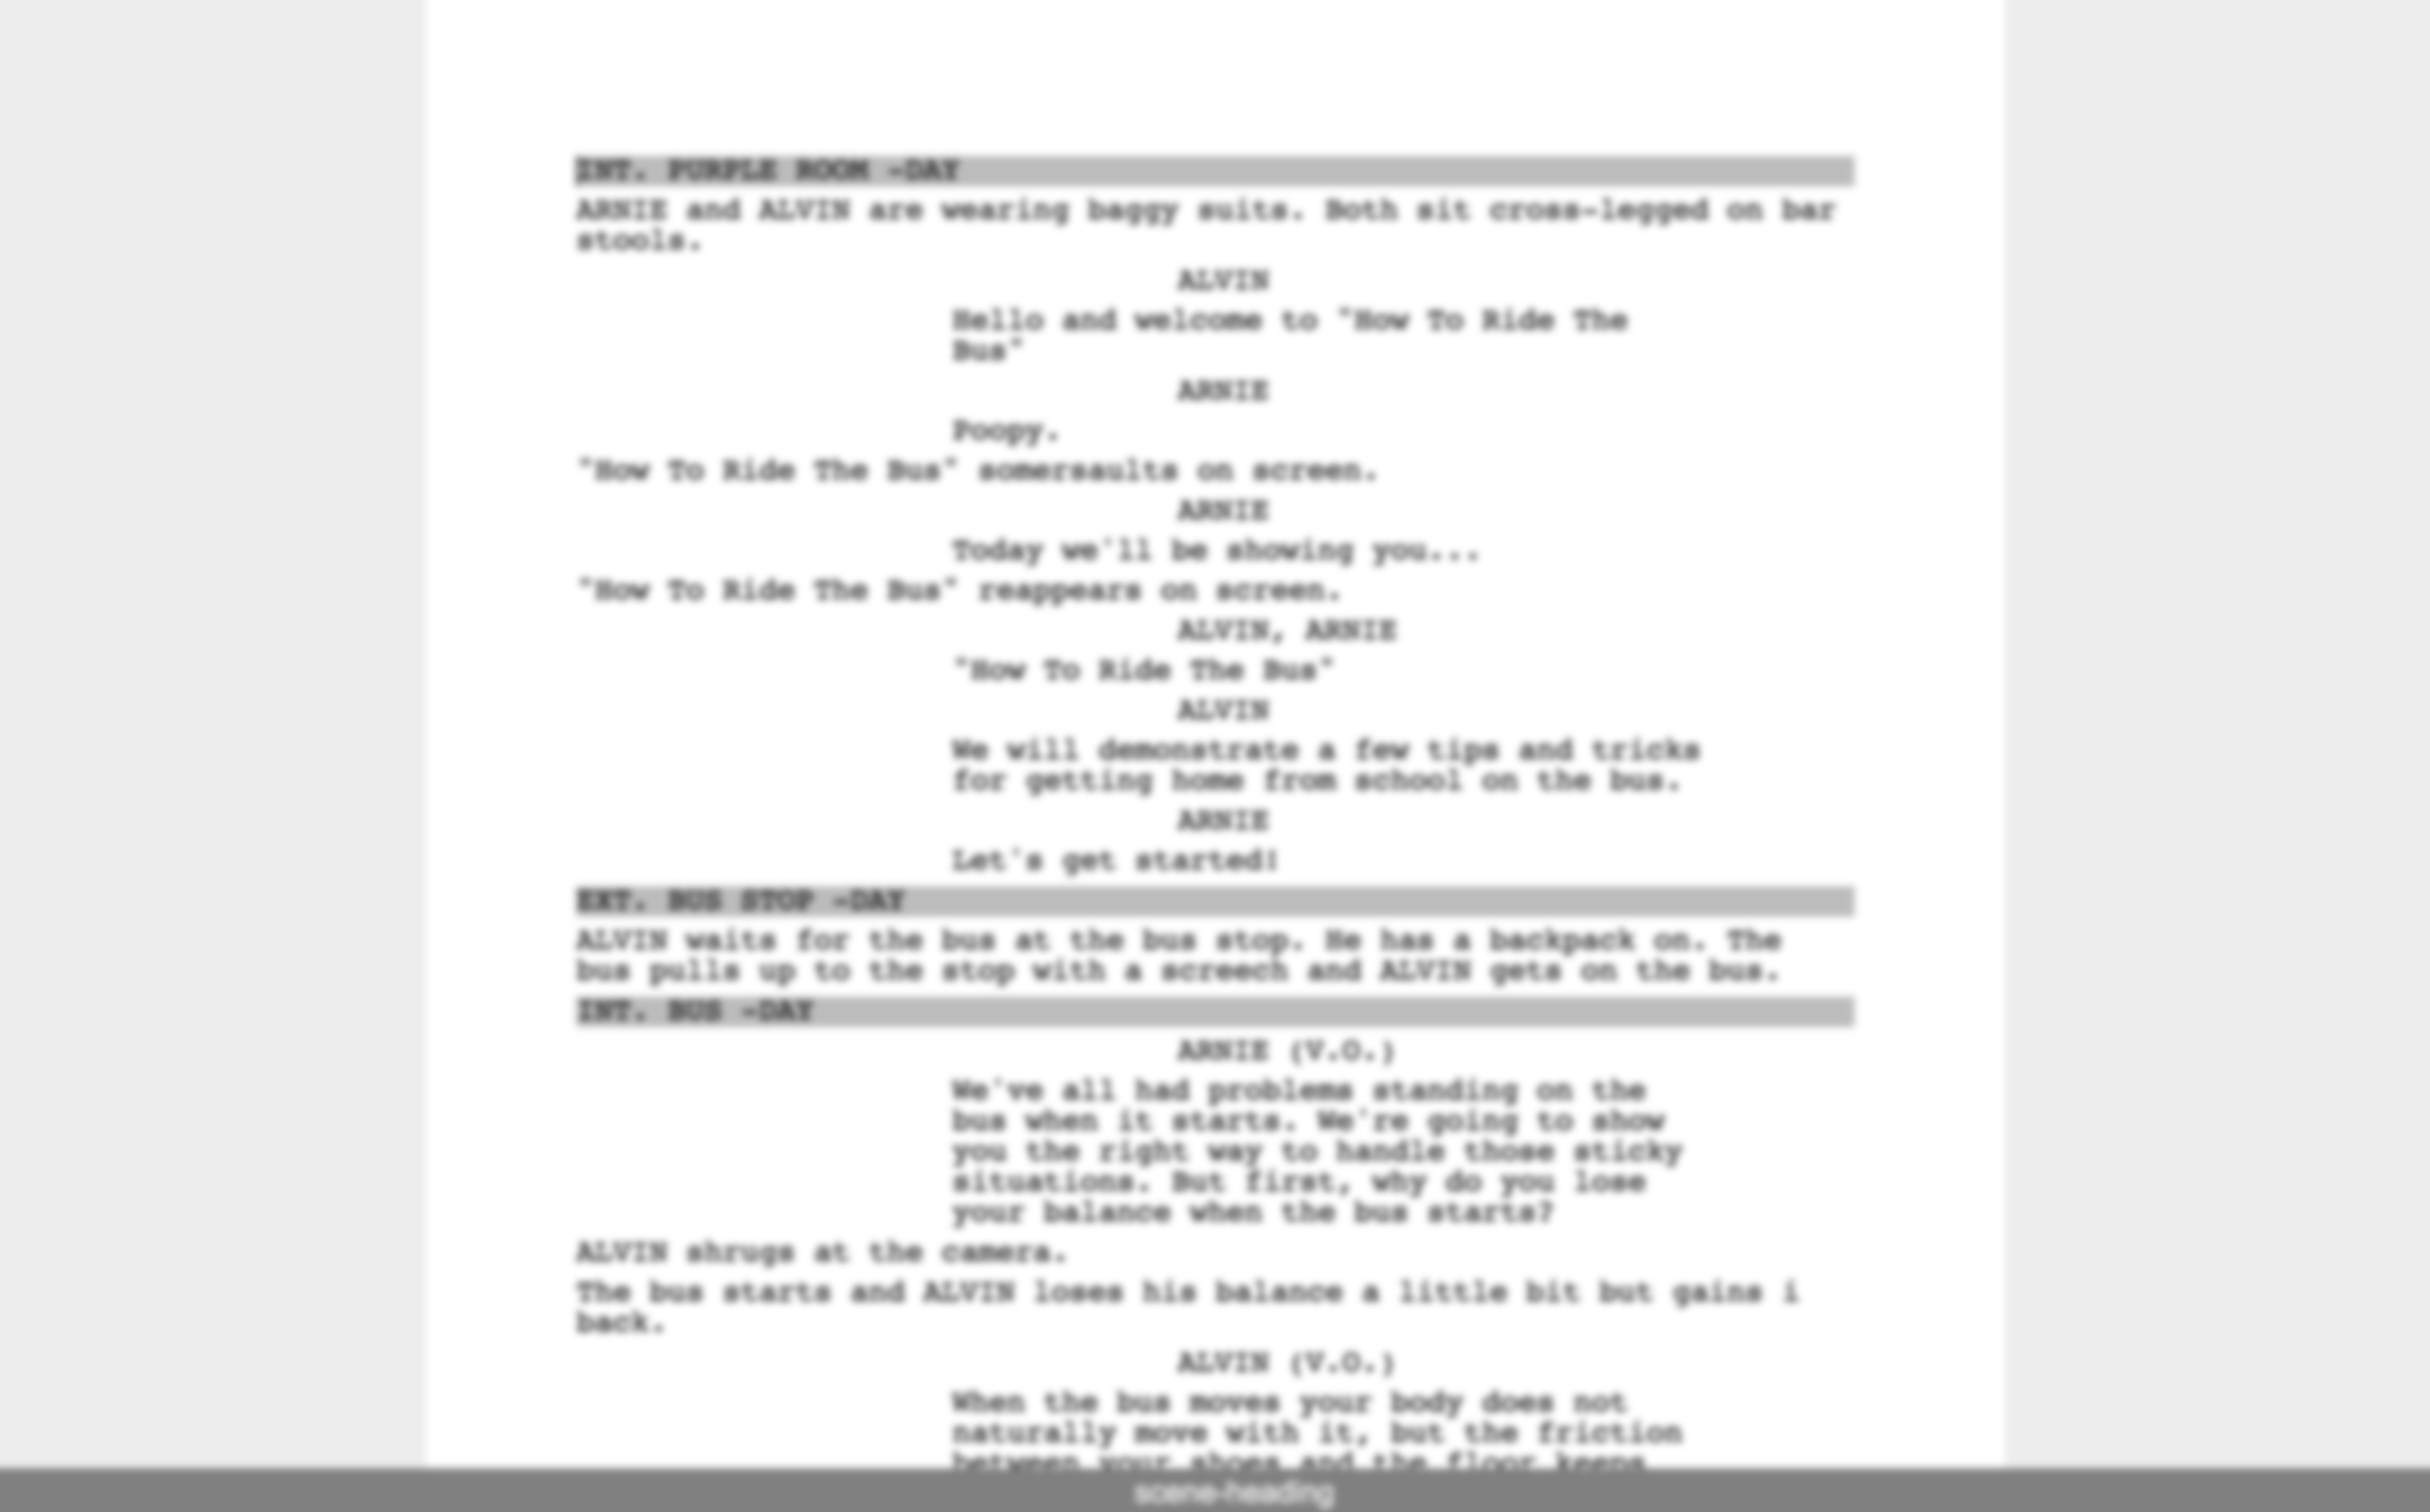 INT. PURPLE ROOM -DAY
ARNIE and ALVIN are wearing baggy suits. Both sit cross-legged on bar
stools.
ALVIN
Hello and welcome to "How To Ride The
Bus"
ARNIE
Poopy.
"How To Ride The Bus" somersaults on screen.
ARNIE
Today we'll be showing you...
"How To Ride The Bus" reappears on screen.
ALVIN, ARNIE
"How To Ride The Bus"
ALVIN
We will demonstrate a few tips and tricks
for getting home from school on the bus.
ARNIE
Let's get started!
EXT. BUS STOP -DAY
ALVIN waits for the bus at the bus stop. He has a backpack on. The
bus pulls up to the stop with a screech and ALVIN gets on the bus.
INT. BUS -DAY
ARNIE (V.O.)
We've all had problems standing on the
bus when it starts. We're going to show
you the right way to handle those sticky
situations. But first, why do you lose
your balance when the bus starts?
ALVIN shrugs at the camera.
The bus starts and ALVIN loses his balance a little bit but gains i
back.
ALVIN (V.O.)
When the bus moves your body does not
naturally move with it, but the friction
between your shoes and the floor keeps
scene-heading